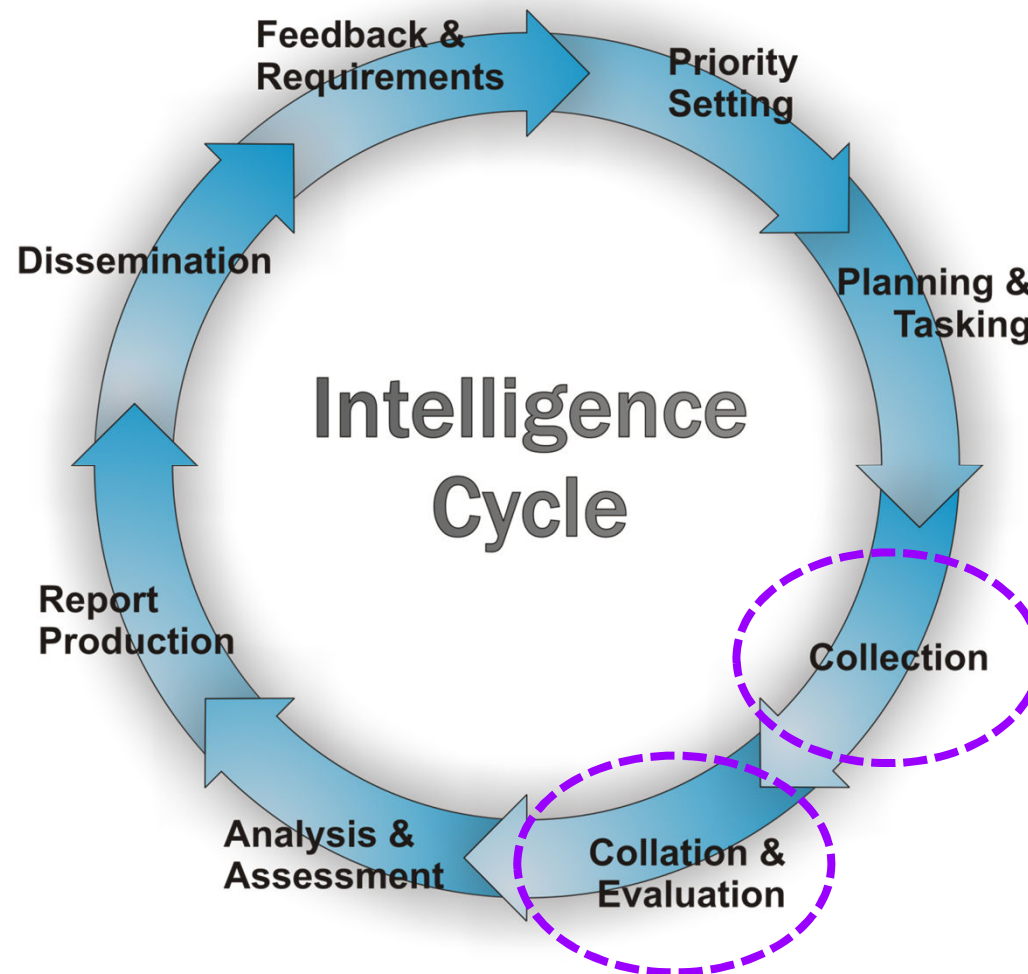 Feedback &
Requirements
Priority
Setting
Planning &
Tasking
Collection
Collation &
Evaluation
Analysis &
Assessment
Report
Production
Dissemination
Intelligence
Cycle